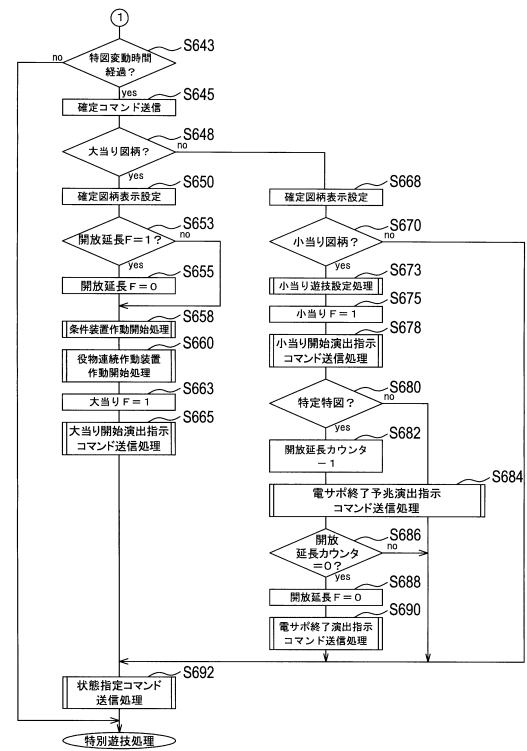 1
特図変動時間
経過？
S643
no
yes
確定コマンド送信
S645
大当り図柄？
S648
no
yes
確定図柄表示設定
S650
開放延長F＝1？
S653
no
yes
開放延長F＝0
S655
条件装置作動開始処理
S658
役物連続作動装置
作動開始処理
S660
大当りF＝1
S663
大当り開始演出指示
コマンド送信処理
S665
確定図柄表示設定
S668
小当り図柄？
S670
no
yes
小当り遊技設定処理
S673
小当りF＝1
S675
小当り開始演出指示
コマンド送信処理
S678
特定特図？
S680
no
yes
開放延長カウンタ
－1
S682
電サポ終了予兆演出指示
コマンド送信処理
S684
開放
延長カウンタ
＝0？
S686
no
yes
開放延長F＝0
S688
電サポ終了演出指示
コマンド送信処理
S690
状態指定コマンド
送信処理
S692
特別遊技処理